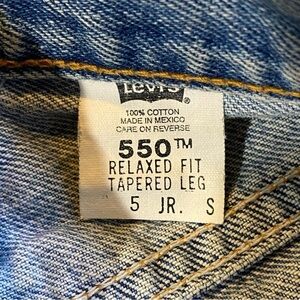 Levi's ®
100% COTTON
MADE IN MEXICO
CARE ON REVERSE
550™
RELAXED FIT
TAPERED LEG
5 JR. S